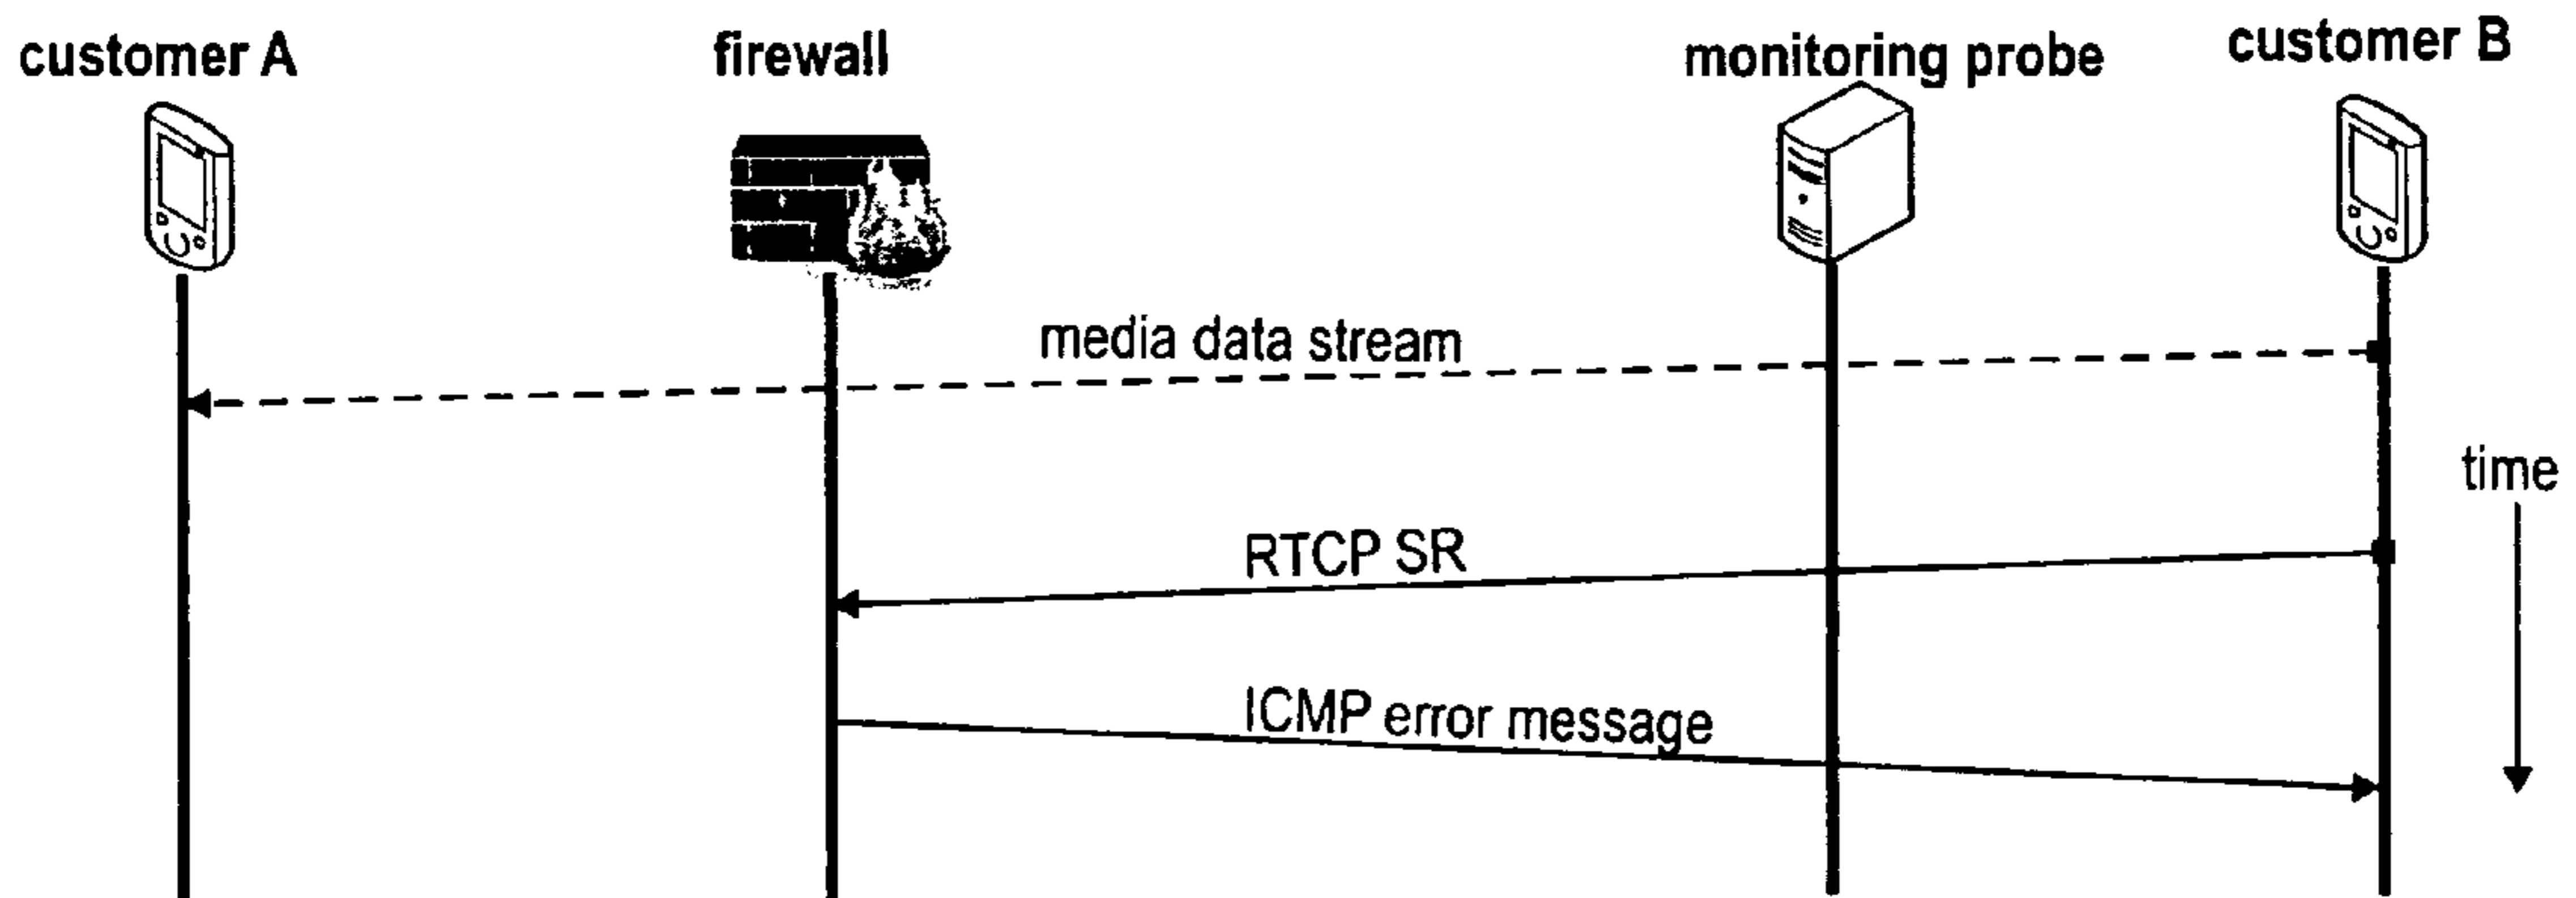 customer A
firewall
monitoring probe
customer B
media data stream
time
RTCP SR
ICMP error message